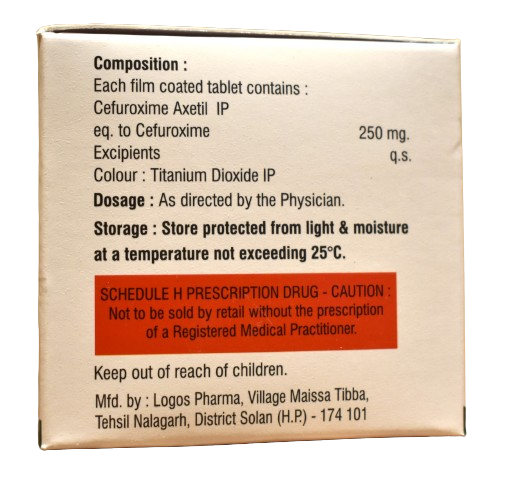 Composition :
Each film coated tablet contains :
Cefuroxime Axetil IP
eq. to Cefuroxime 250 mg.
Excipients q.s.
Colour : Titanium Dioxide IP
Dosage : As directed by the Physician.
Storage : Store protected from light & moisture
at a temperature not exceeding 25°C.
SCHEDULE H PRESCRIPTION DRUG - CAUTION :
Not to be sold by retail without the prescription
of a Registered Medical Practitioner.
Keep out of reach of children.
Mfd. by : Logos Pharma, Village Maissa Tibba,
Tehsil Nalagarh, District Solan (H.P.) - 174 101